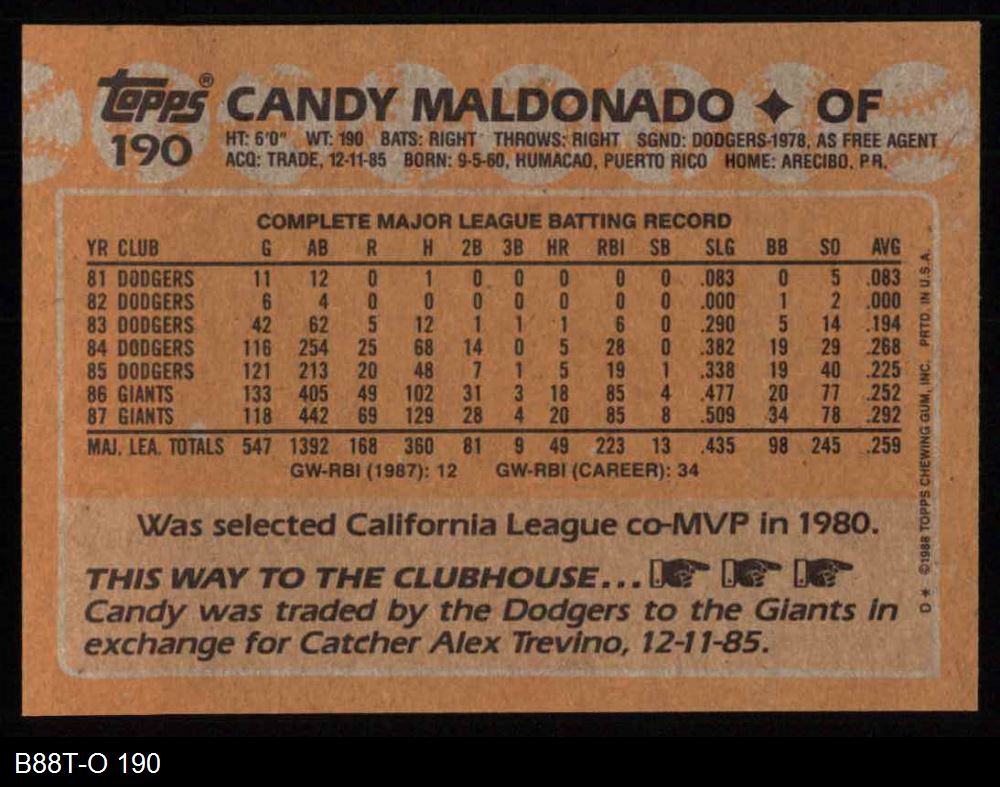 Topps® CANDY MALDONADO ✦ OF
190
HT: 6'0" WT: 190 BATS: RIGHT THROWS: RIGHT SGND: DODGERS-1978, AS FREE AGENT
ACQ: TRADE, 12-11-85 BORN: 9-5-60, HUMACAO, PUERTO RICO HOME: ARECIBO, P.R.
COMPLETE MAJOR LEAGUE BATTING RECORD
YR CLUB G AB R H 2B 3B HR RBI SB SLG BB SO AVG
81 DODGERS 11 12 0 1 0 0 0 0 0 .083 0 5 .083
82 DODGERS 6 4 0 0 0 0 0 0 0 .000 1 2 .000
83 DODGERS 42 62 5 12 1 1 1 6 0 .290 5 14 .194
84 DODGERS 116 254 25 68 14 0 5 28 0 .382 19 29 .268
85 DODGERS 121 213 20 48 7 1 5 19 1 .338 19 40 .225
86 GIANTS 133 405 49 102 31 3 18 85 4 .477 20 77 .252
87 GIANTS 118 442 69 129 28 4 20 85 8 .509 34 78 .292
MAJ. LEA. TOTALS 547 1392 168 360 81 9 49 223 13 .435 98 245 .259
GW-RBI (1987): 12 GW-RBI (CAREER): 34
Was selected California League co-MVP in 1980.
THIS WAY TO THE CLUBHOUSE...
Candy was traded by the Dodgers to the Giants in
exchange for Catcher Alex Trevino, 12-11-85.
D* ©1988 TOPPS CHEWING GUM, INC. PRTD. IN U.S.A.
B88T-O 190